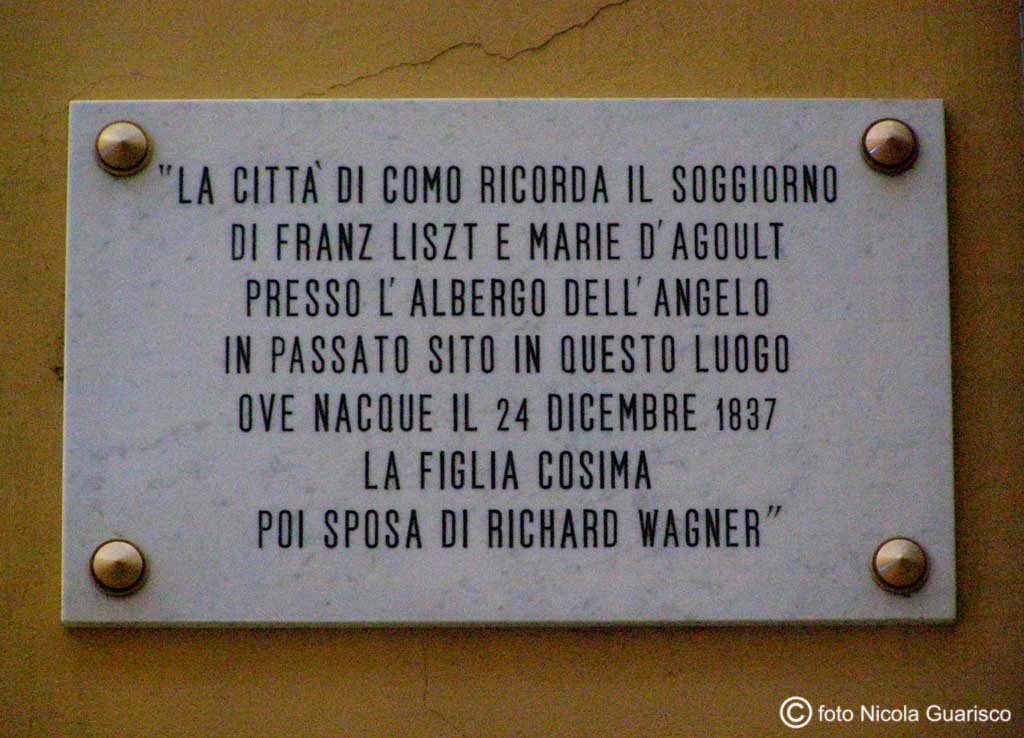 "LA CITTÀ DI COMO RICORDA IL SOGGIORNO
DI FRANZ LISZT E MARIE D'AGOULT
PRESSO L'ALBERGO DELL'ANGELO
IN PASSATO SITO IN QUESTO LUOGO
OVE NACQUE IL 24 DICEMBRE 1837
LA FIGLIA COSIMA
POI SPOSA DI RICHARD WAGNER"
© foto Nicola Guarisco